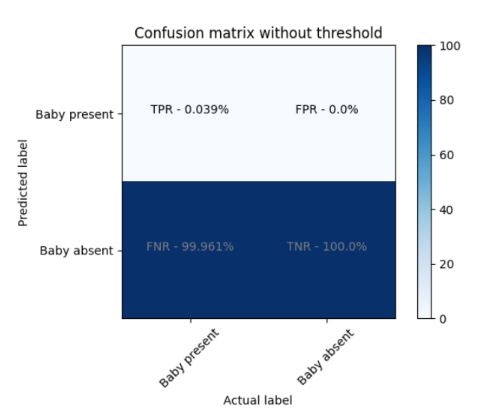 Confusion matrix without threshold
Predicted label
Baby present
TPR - 0.039%
FPR - 0.0%
Baby absent
FNR - 99.961%
TNR - 100.0%
Baby present
Baby absent
Actual label
100
80
60
40
20
0